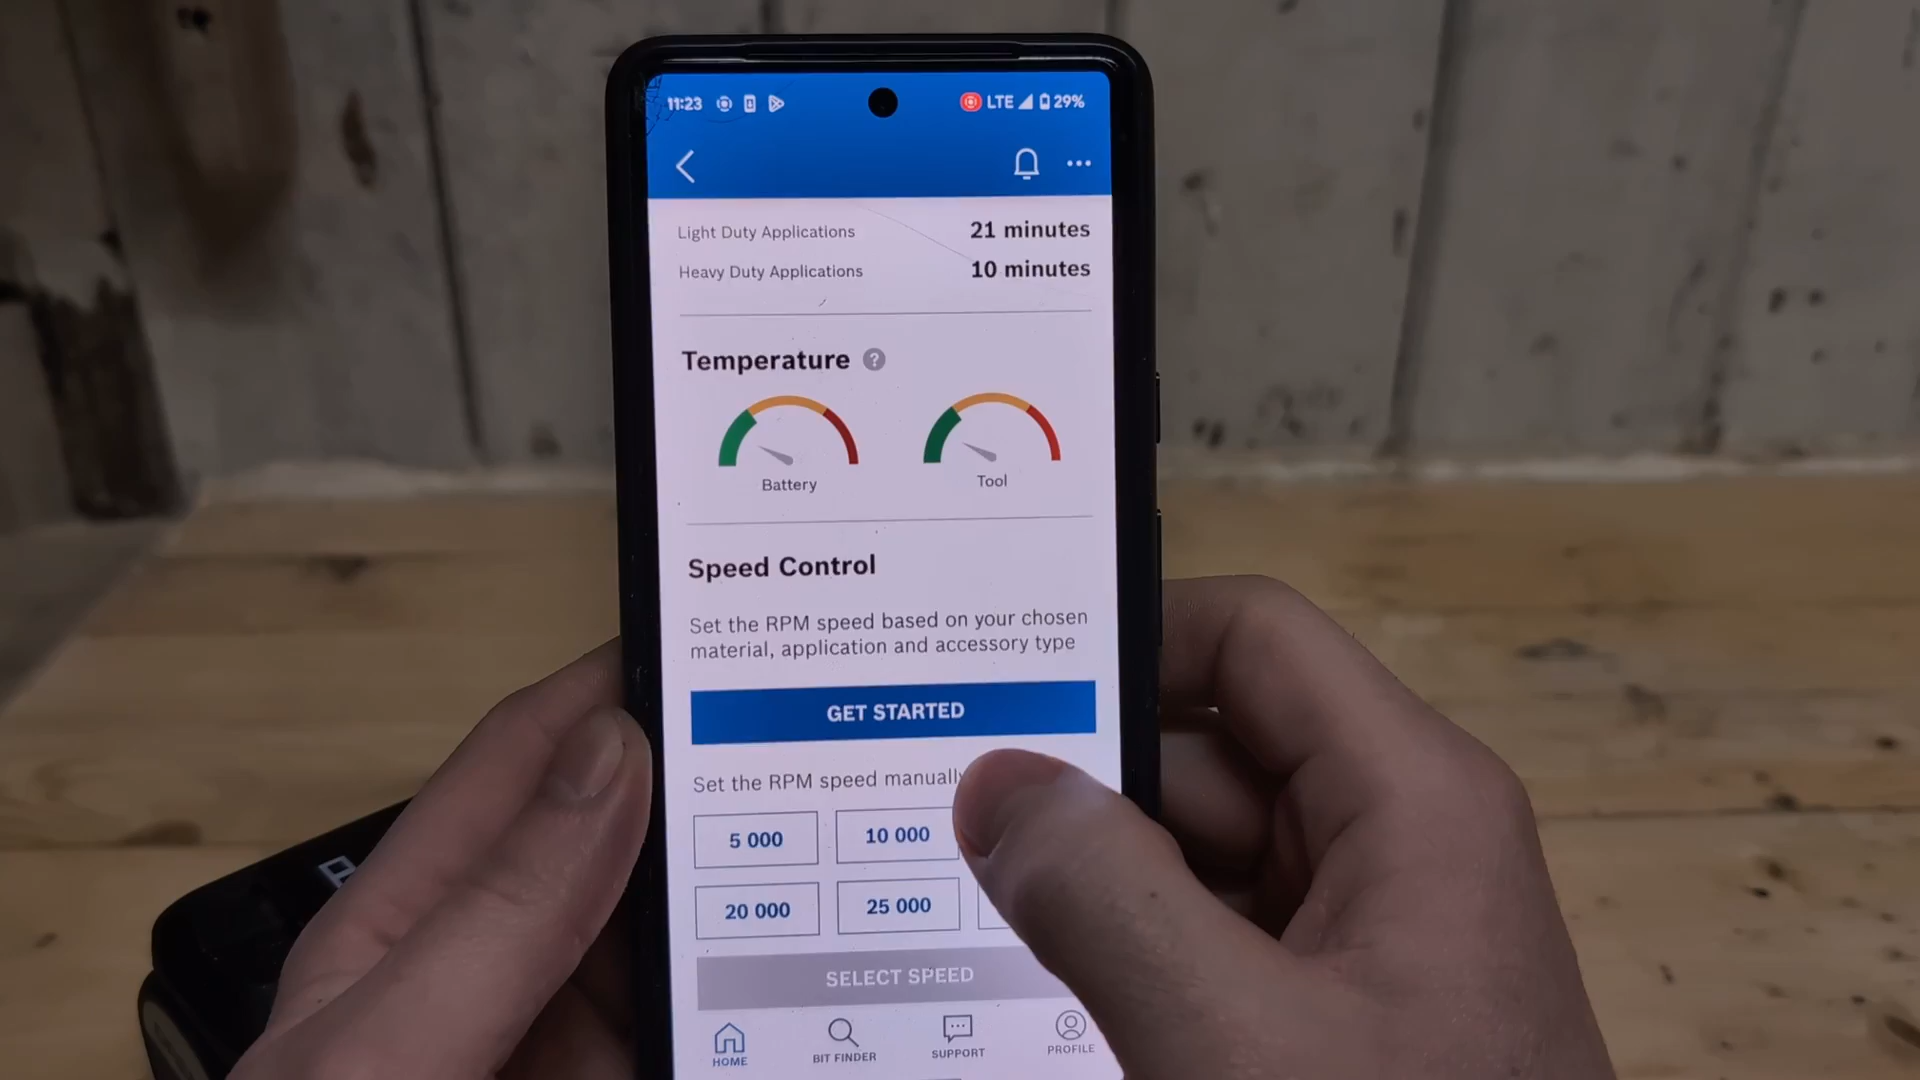 11:23 LTE 29%
Light Duty Applications 21 minutes
Heavy Duty Applications 10 minutes
Temperature ?
Battery Tool
Speed Control
Set the RPM speed based on your chosen
material, application and accessory type
GET STARTED
Set the RPM speed manually
5 000 10 000
20 000 25 000
SELECT SPEED
HOME BIT FINDER SUPPORT PROFILE